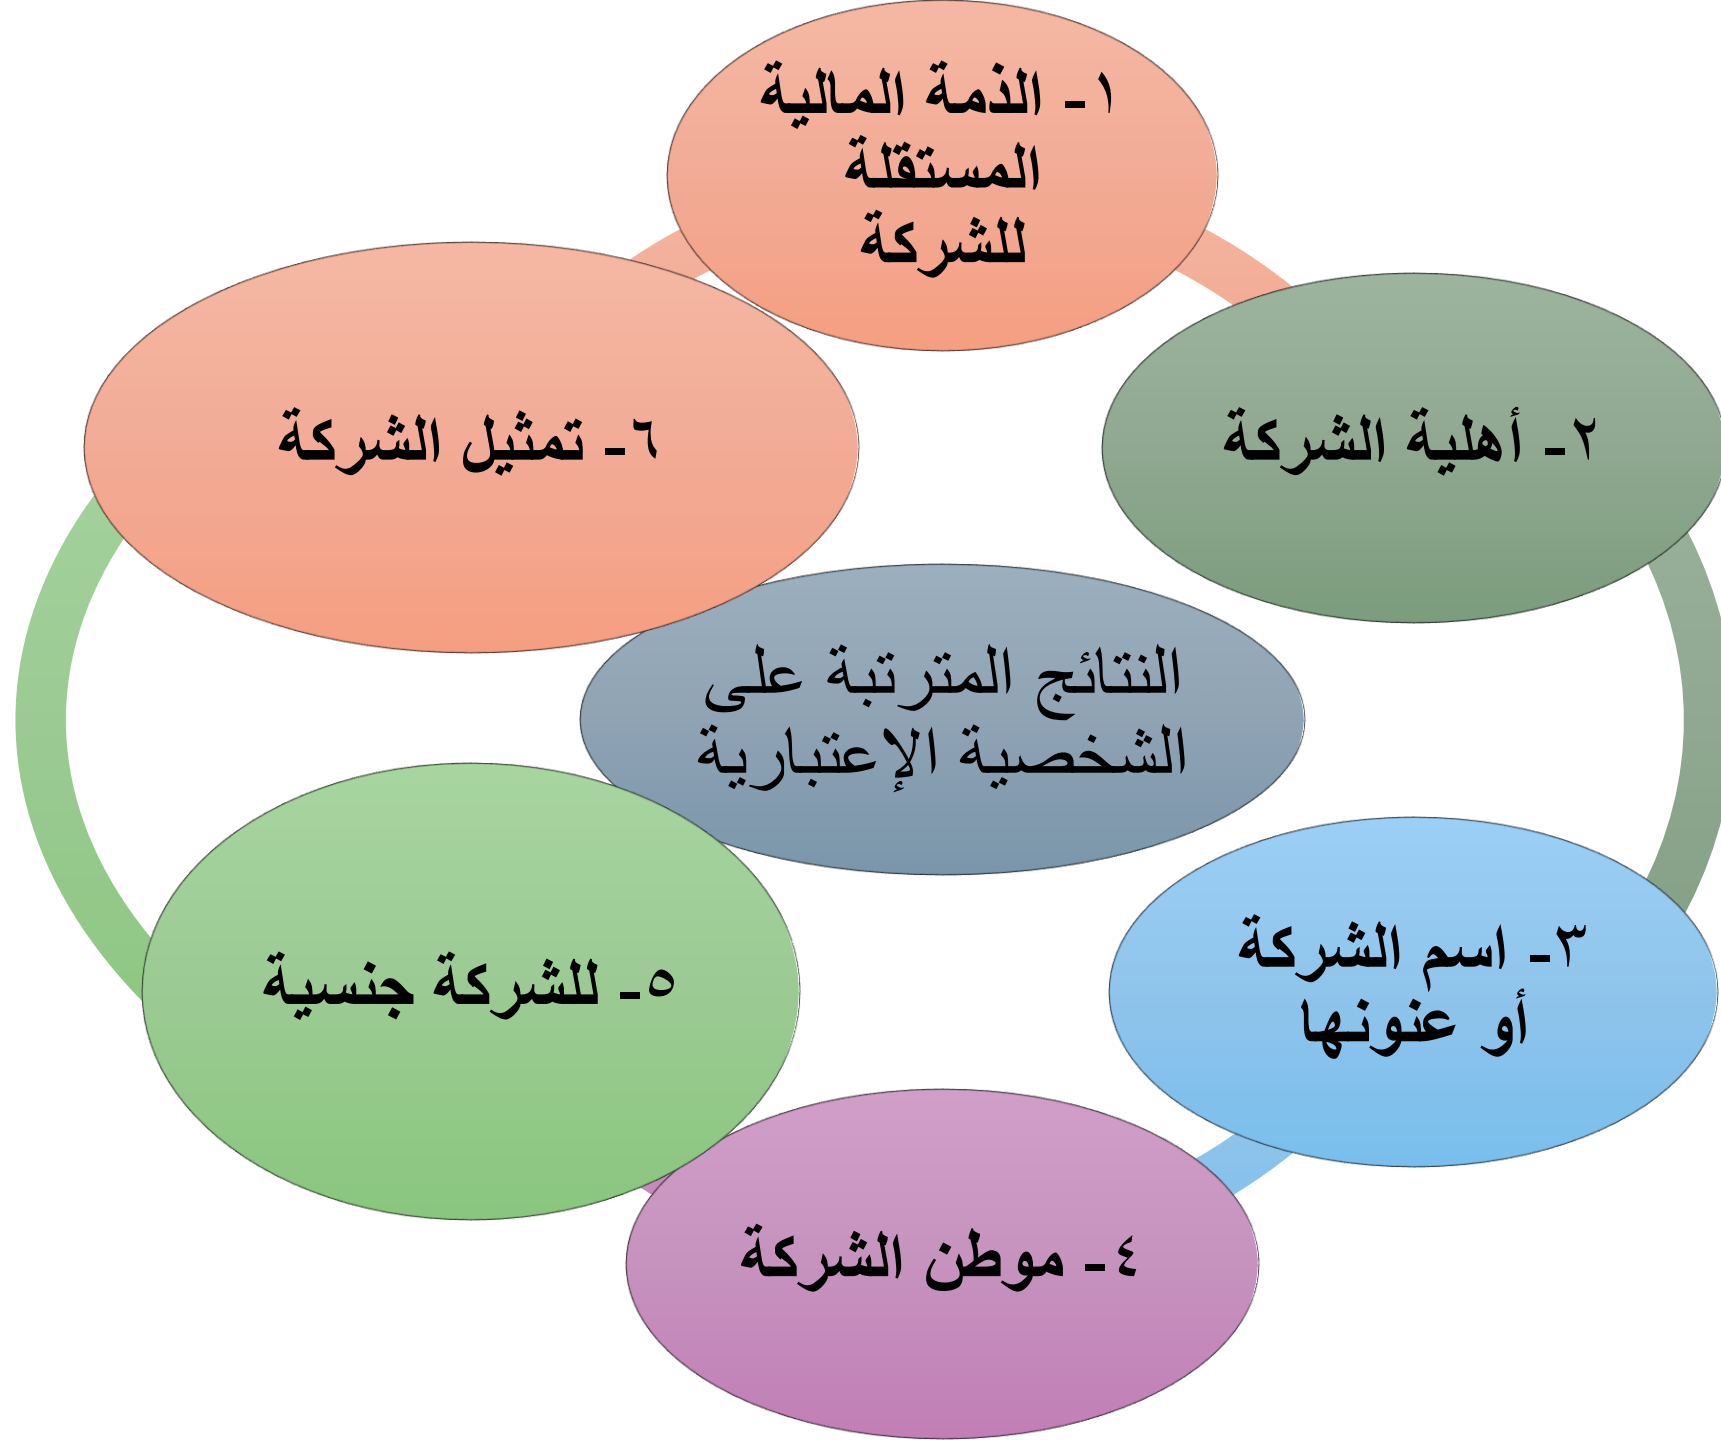 ١- الذمة المالية
المستقلة
للشركة
٢- أهلية الشركة
٣- اسم الشركة
أو عنونها
٤- موطن الشركة
٥- للشركة جنسية
٦- تمثيل الشركة
النتائج المترتبة على
الشخصية الإعتبارية